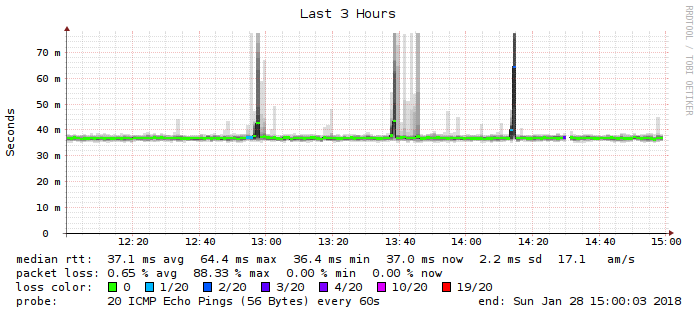 Last 3 Hours
RRDTOOL / TOBI OETIKER
Seconds
70 m
60 m
50 m
40 m
30 m
20 m
10 m
0
12:20 12:40 13:00 13:20 13:40 14:00 14:20 14:40 15:00
median rtt: 37.1 ms avg 64.4 ms max 36.4 ms min 37.0 ms now 2.2 ms sd 17.1 am/s
packet loss: 0.65 % avg 88.33 % max 0.00 % min 0.00 % now
loss color: 0 1/20 2/20 3/20 4/20 10/20 19/20
probe: 20 ICMP Echo Pings (56 Bytes) every 60s end: Sun Jan 28 15:00:03 2018